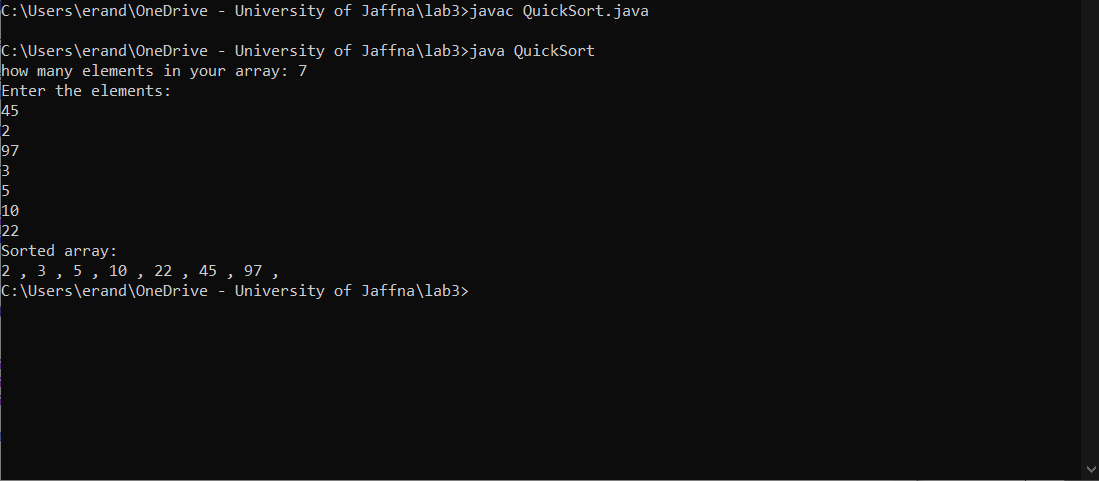 C:\Users\erand\OneDrive - University of Jaffna\lab3>javac QuickSort.java
C:\Users\erand\OneDrive - University of Jaffna\lab3>java QuickSort
how many elements in your array: 7
Enter the elements:
45
2
97
3
5
10
22
Sorted array:
2 , 3 , 5 , 10 , 22 , 45 , 97 ,
C:\Users\erand\OneDrive - University of Jaffna\lab3>